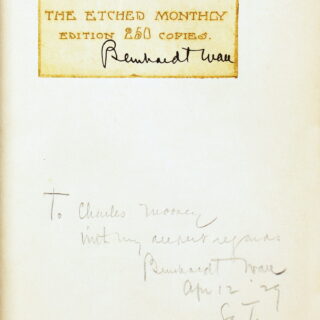 THE ETCHED MONTHLY
EDITION 250 COPIES.
Bernhardt Wall
To Charles Mooney
with my deepest regards
Bernhardt Wall
Apr 12 '29